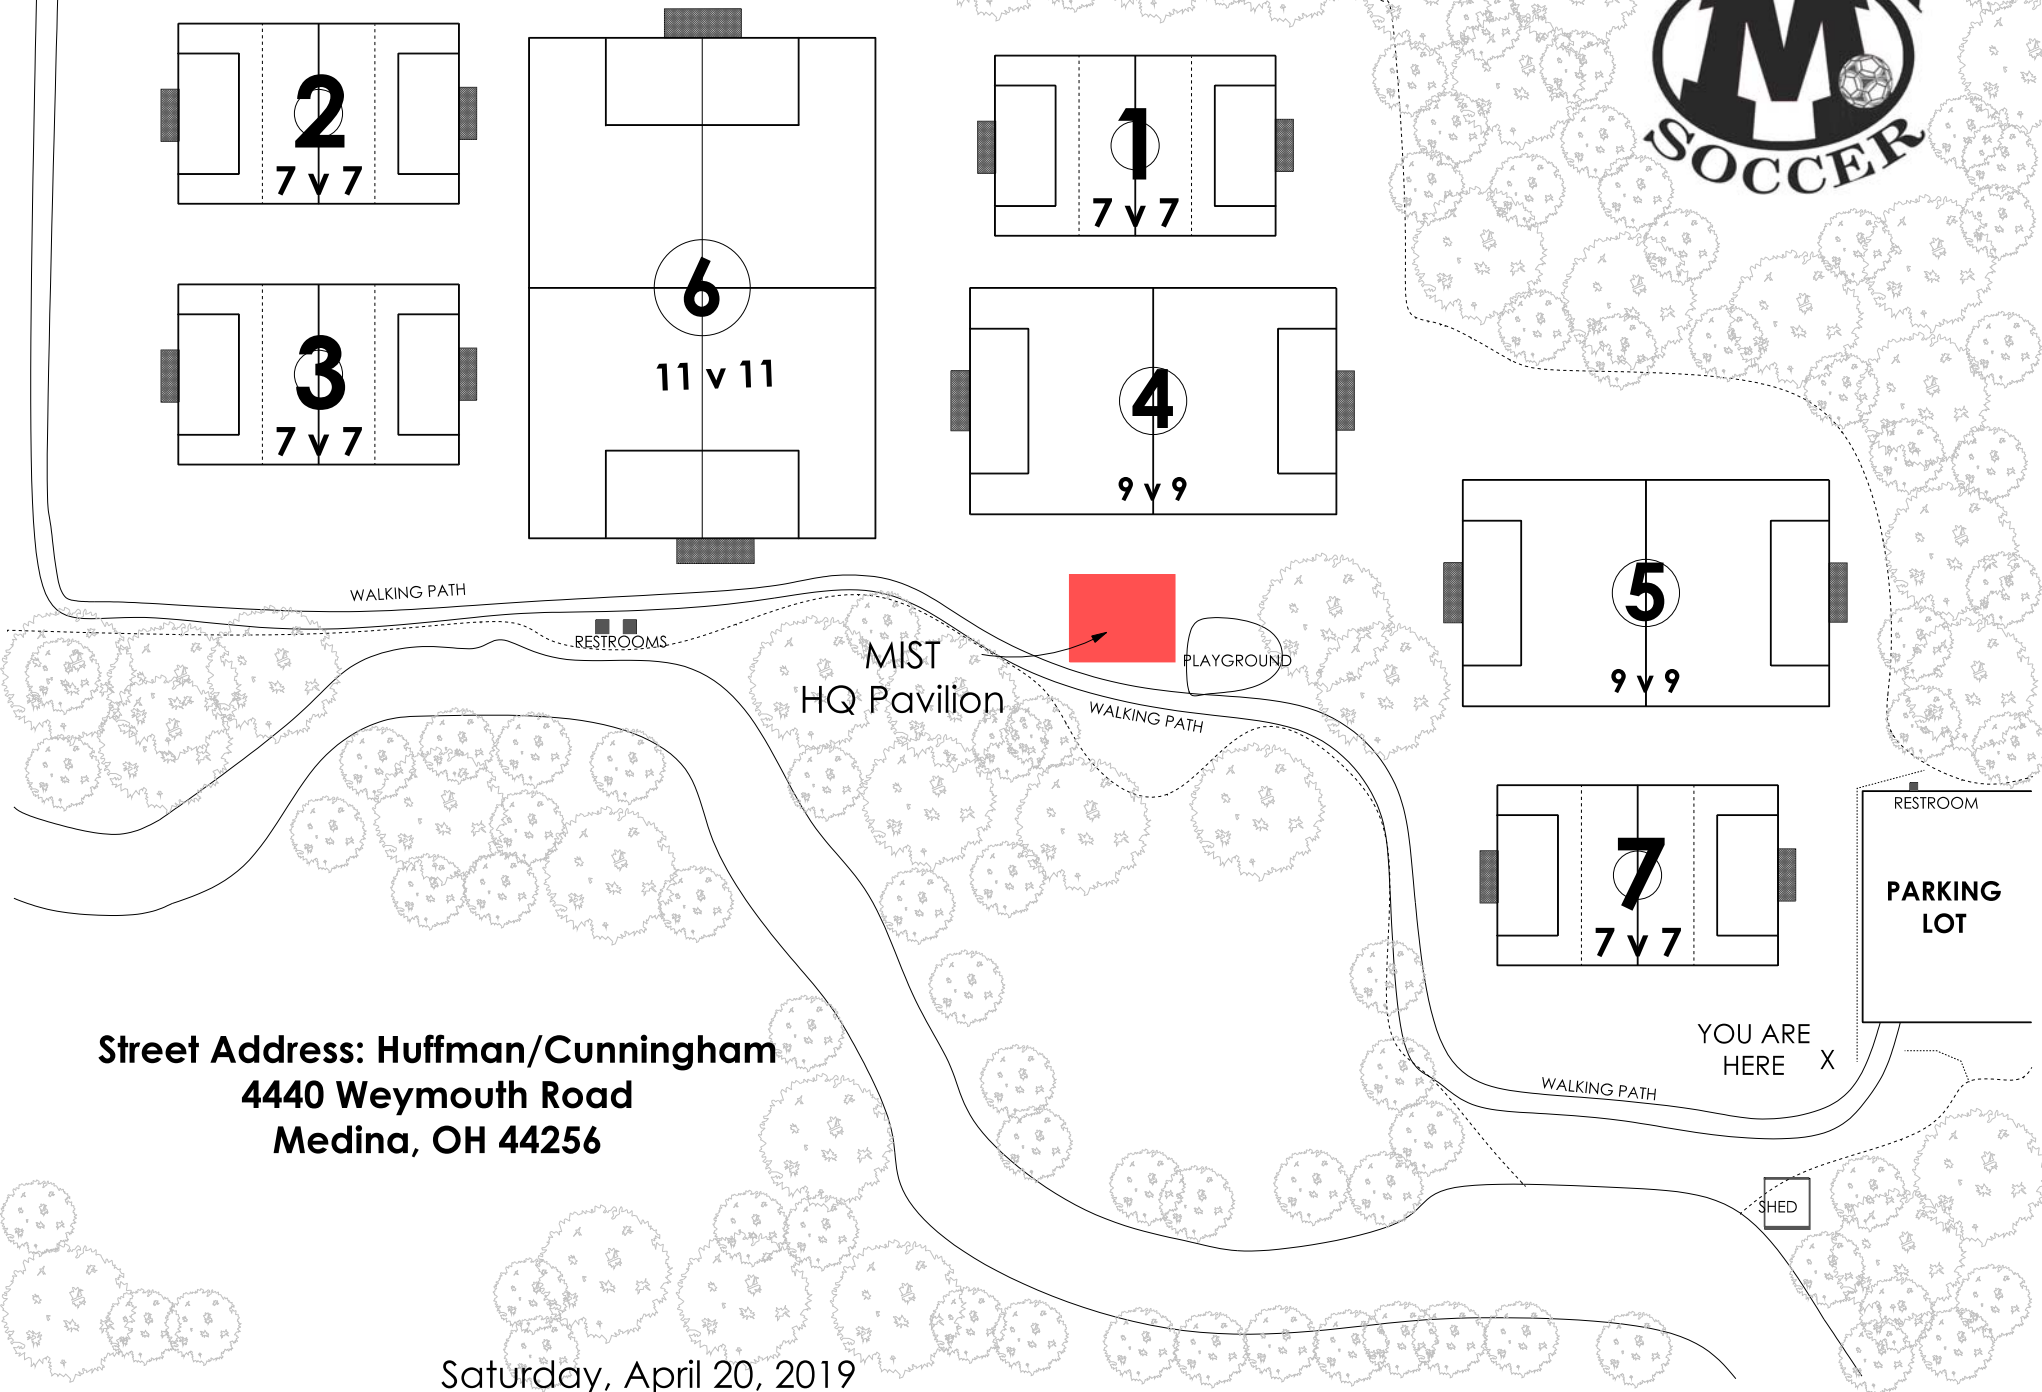 M
SOCCER
2
7 v 7
1
7 v 7
6
11 v 11
3
7 v 7
4
9 v 9
5
9 v 9
WALKING PATH
RESTROOMS
MIST
HQ Pavilion
PLAYGROUND
WALKING PATH
RESTROOM
7
7 v 7
PARKING
LOT
YOU ARE
HERE X
WALKING PATH
Street Address: Huffman/Cunningham
4440 Weymouth Road
Medina, OH 44256
SHED
Saturday, April 20, 2019